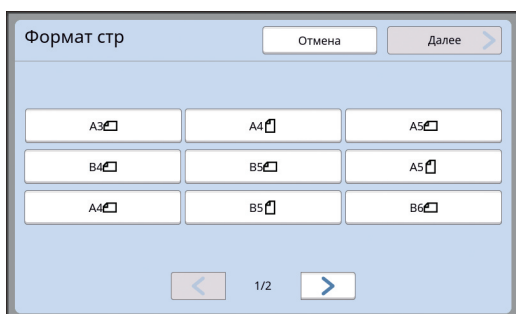 Формат стр
Отмена
Далее
A3 A4 A5
B4 B5 A5
A4 B5 B6
1/2